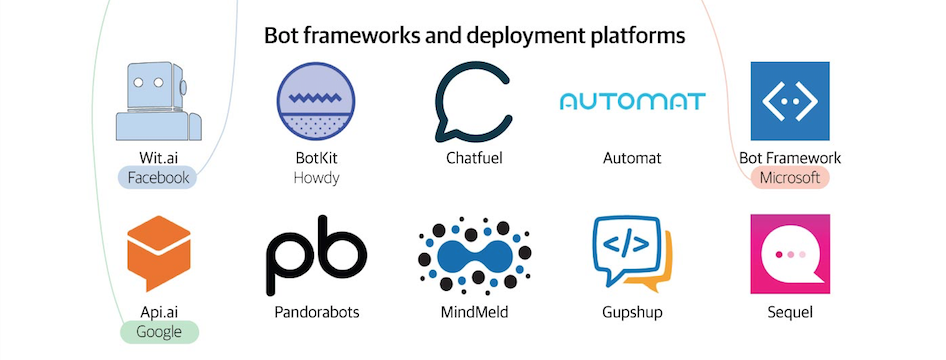 Bot frameworks and deployment platforms
AUTOMAT
Wit.ai
Facebook
BotKit
Howdy
Chatfuel
Automat
Bot Framework
Microsoft
pb
</>
Api.ai
Google
Pandorabots
MindMeld
Gupshup
Sequel